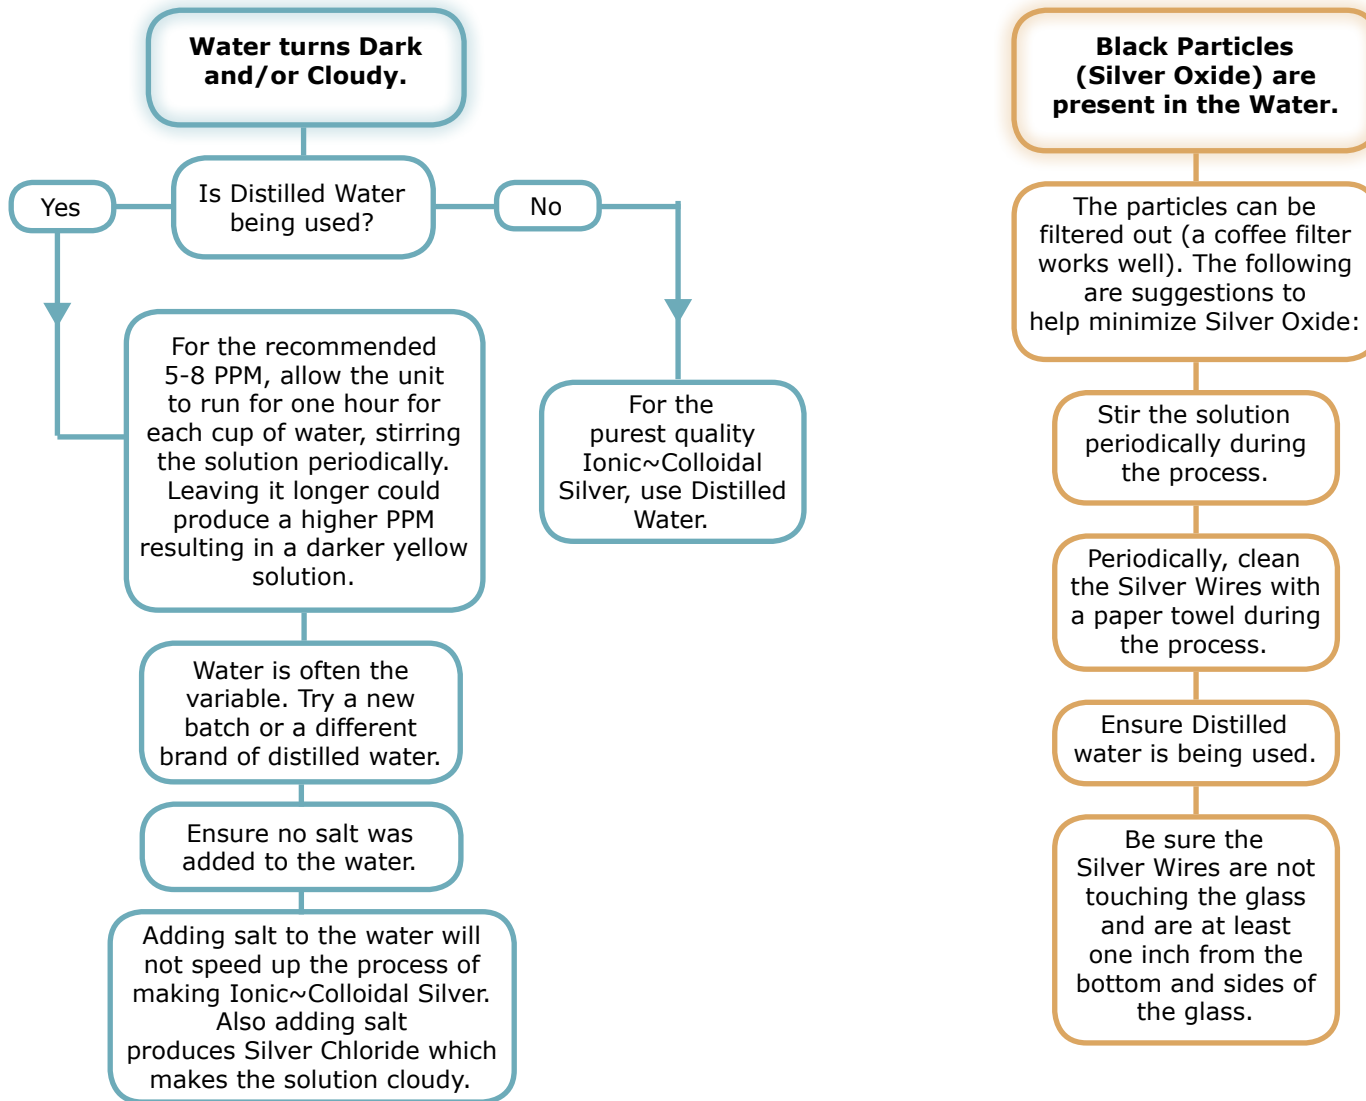 Water turns Dark
and/or Cloudy.
Is Distilled Water
being used?
Yes
No
For the recommended
5-8 PPM, allow the unit
to run for one hour for
each cup of water, stirring
the solution periodically.
Leaving it longer could
produce a higher PPM
resulting in a darker yellow
solution.
For the
purest quality
Ionic~Colloidal
Silver, use Distilled
Water.
Water is often the
variable. Try a new
batch or a different
brand of distilled water.
Ensure no salt was
added to the water.
Adding salt to the water will
not speed up the process of
making Ionic~Colloidal Silver.
Also adding salt
produces Silver Chloride which
makes the solution cloudy.
Black Particles
(Silver Oxide) are
present in the Water.
The particles can be
filtered out (a coffee filter
works well). The following
are suggestions to
help minimize Silver Oxide:
Stir the solution
periodically during
the process.
Periodically, clean
the Silver Wires with
a paper towel during
the process.
Ensure Distilled
water is being used.
Be sure the
Silver Wires are not
touching the glass
and are at least
one inch from the
bottom and sides of
the glass.